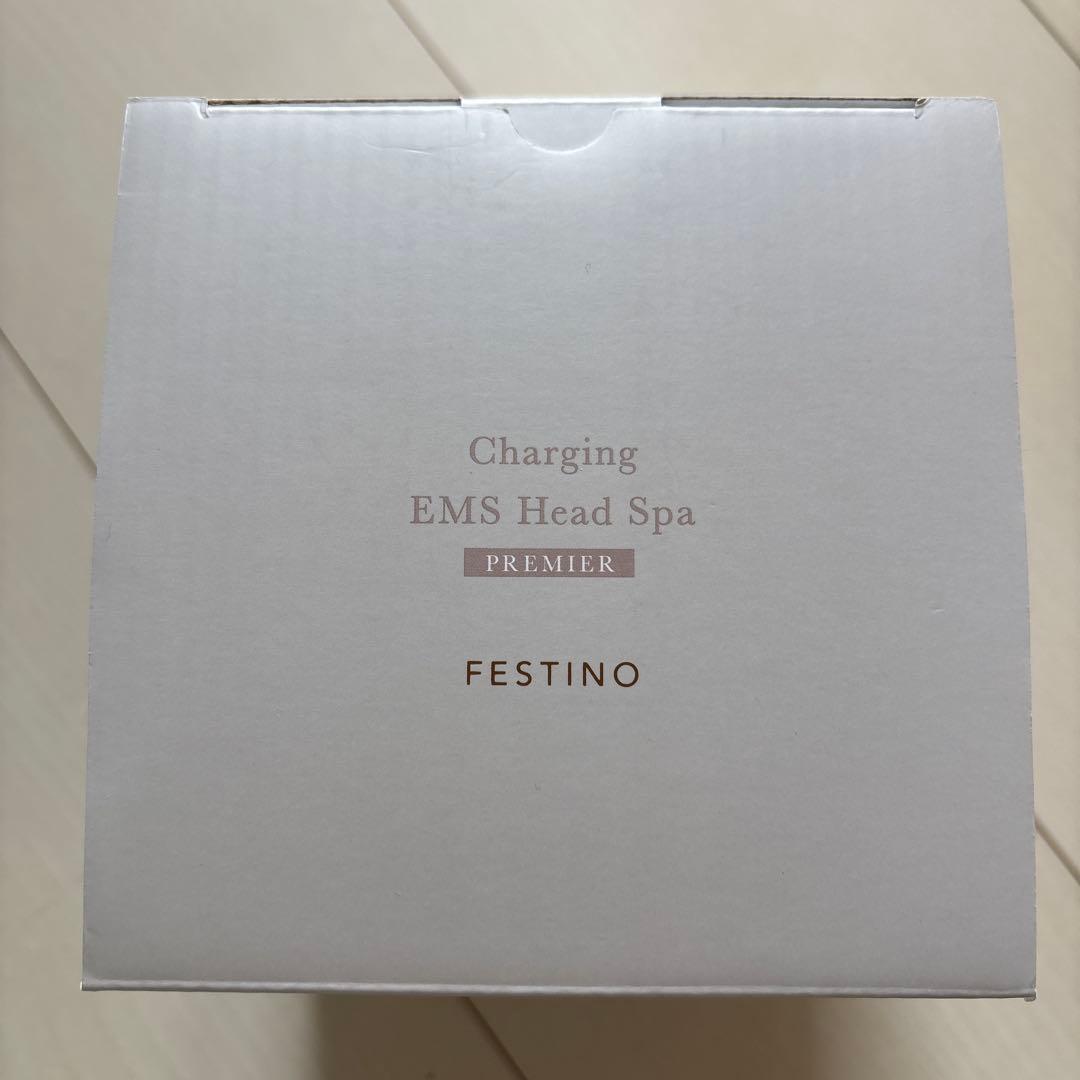 Charging
EMS Head Spa
PREMIER
FESTINO